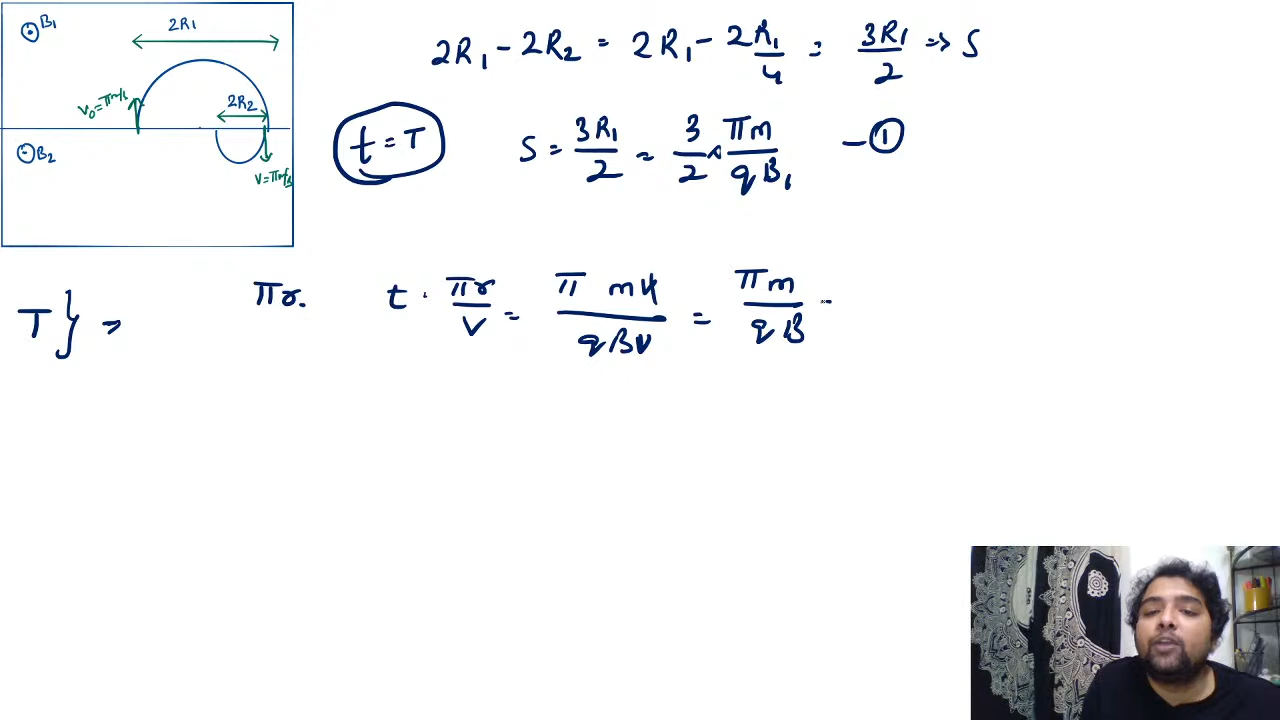 B₁
2R₁
2R₁ - 2R₂ = 2R₁ - 2R₁/4 = 3R₁/2 ⇒ S
V₀=πm/s
2R₂
B₂
V=πm/s
t = T
S = 3R₁/2 = 3/2 × πm/qB₁ - ①
T} =
πr.
t · πr/V = π mV/qBV = πm/qB